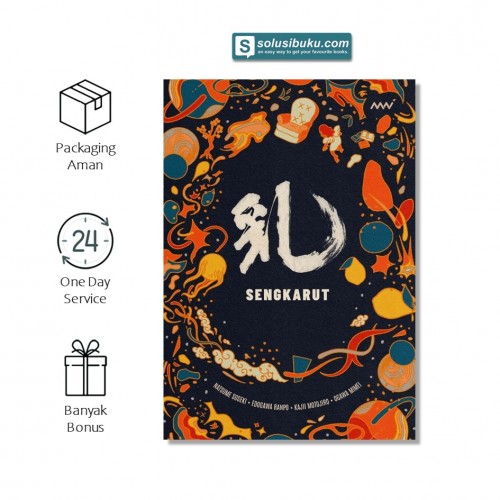 S solusibuku.com
an easy way to get your favourite books.
Packaging
Aman
24
One Day
Service
Banyak
Bonus
乱
SENGKARUT
NATSUME SOSEKI • EDOGAWA RANPO • KAJII MOTOJIRO • OGAWA MIMEI